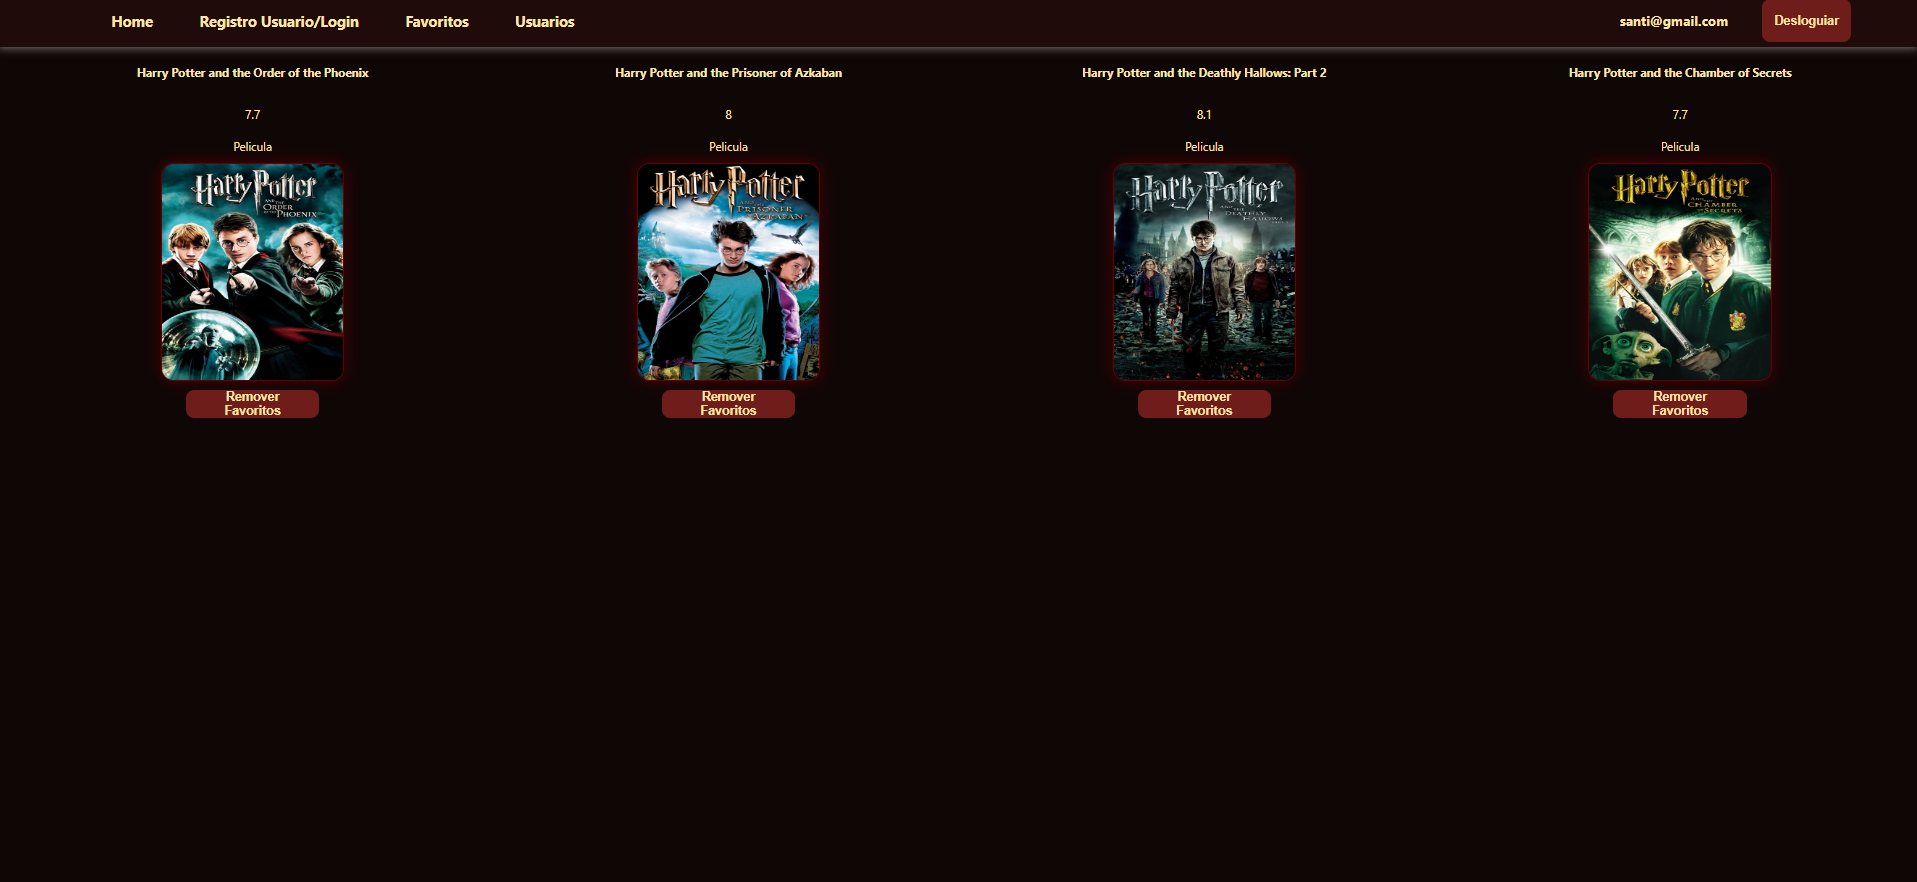 Home Registro Usuario/Login Favoritos Usuarios santi@gmail.com Desloguiar
Harry Potter and the Order of the Phoenix
7.7
Pelicula
Harry Potter
AND THE
ORDER
OF THE PHOENIX
Remover
Favoritos
Harry Potter and the Prisoner of Azkaban
8
Pelicula
Harry Potter
AND THE
PRISONER
OF AZKABAN
Remover
Favoritos
Harry Potter and the Deathly Hallows: Part 2
8.1
Pelicula
Harry Potter
AND THE
DEATHLY
HALLOWS
Remover
Favoritos
Harry Potter and the Chamber of Secrets
7.7
Pelicula
Harry Potter
AND THE
CHAMBER
OF SECRETS
Remover
Favoritos